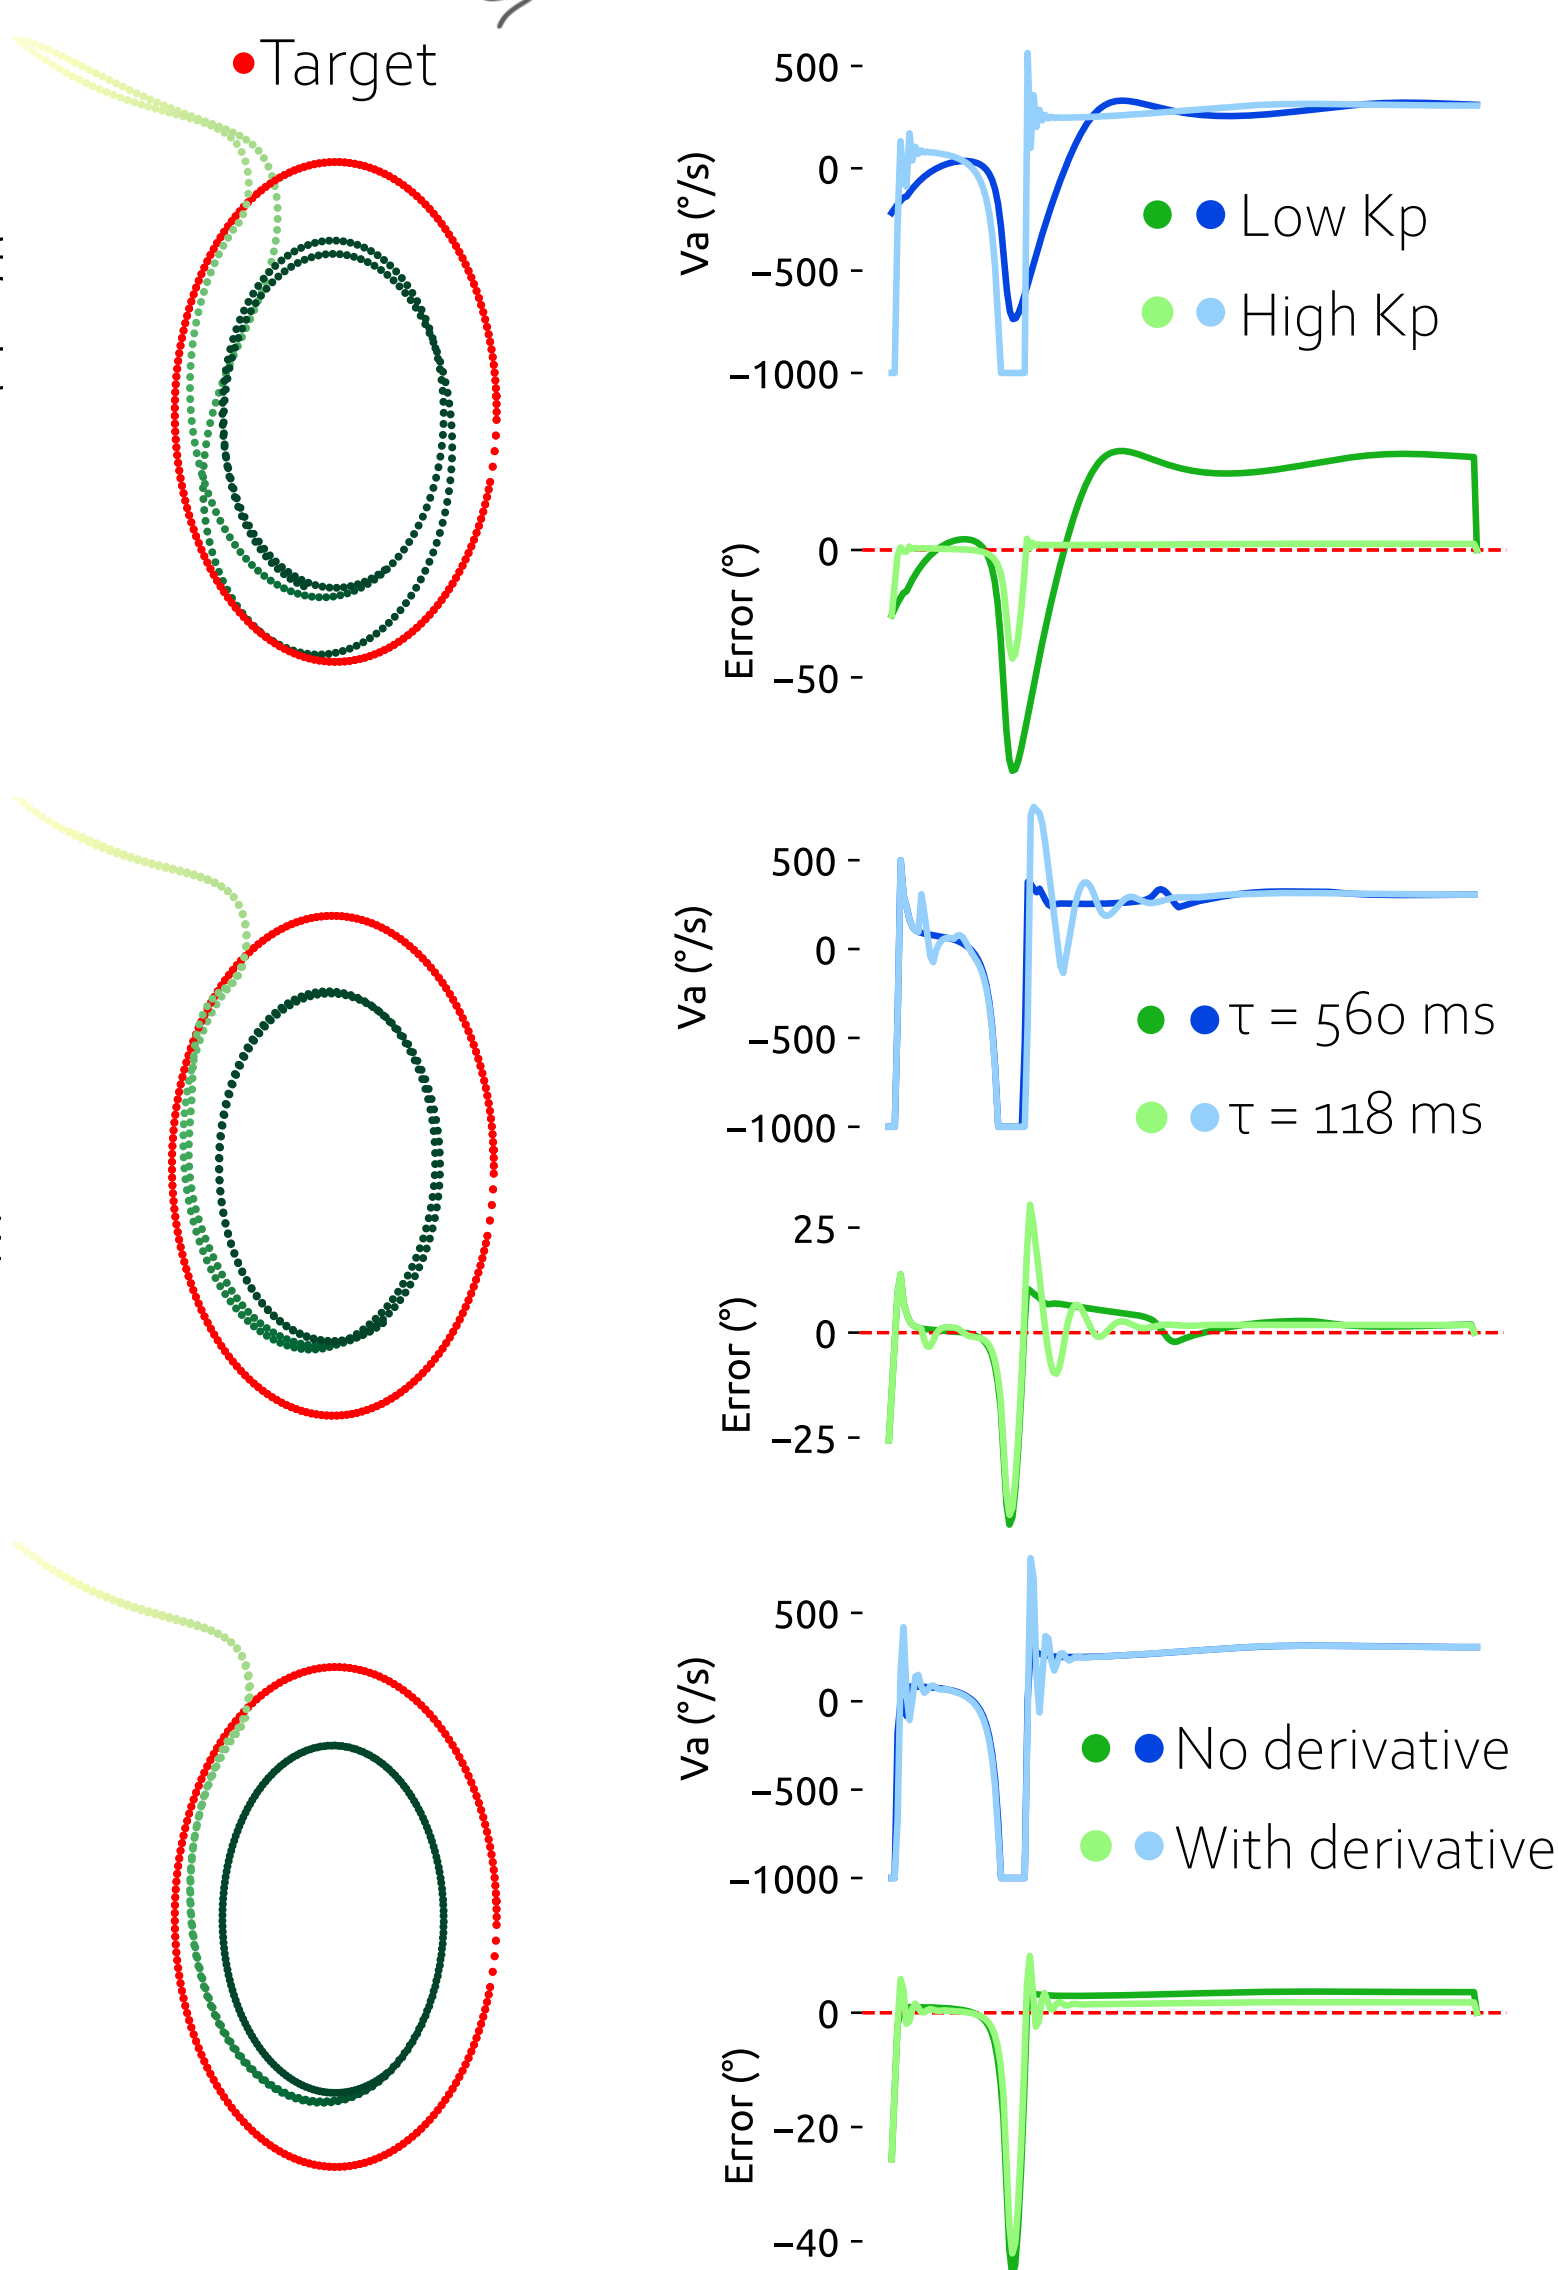 Target
500
0
−500
−1000
Va (°/s)
Low Kp
High Kp
0
−50
Error (°)
500
0
−500
−1000
Va (°/s)
τ = 560 ms
τ = 118 ms
25
0
−25
Error (°)
500
0
−500
−1000
Va (°/s)
No derivative
With derivative
0
−20
−40
Error (°)